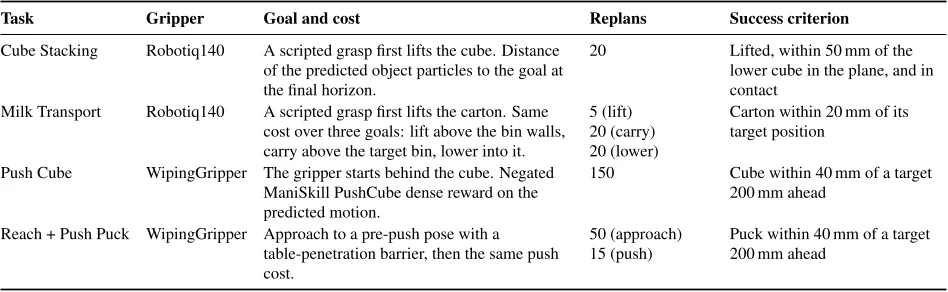 Task Gripper Goal and cost Replans Success criterion
Cube Stacking Robotiq140 A scripted grasp first lifts the cube. Distance 20 Lifted, within 50 mm of the
of the predicted object particles to the goal at lower cube in the plane, and in
the final horizon. contact
Milk Transport Robotiq140 A scripted grasp first lifts the carton. Same 5 (lift) Carton within 20 mm of its
cost over three goals: lift above the bin walls, 20 (carry) target position
carry above the target bin, lower into it. 20 (lower)
Push Cube WipingGripper The gripper starts behind the cube. Negated 150 Cube within 40 mm of a target
ManiSkill PushCube dense reward on the 200 mm ahead
predicted motion.
Reach + Push Puck WipingGripper Approach to a pre-push pose with a 50 (approach) Puck within 40 mm of a target
table-penetration barrier, then the same push 15 (push) 200 mm ahead
cost.